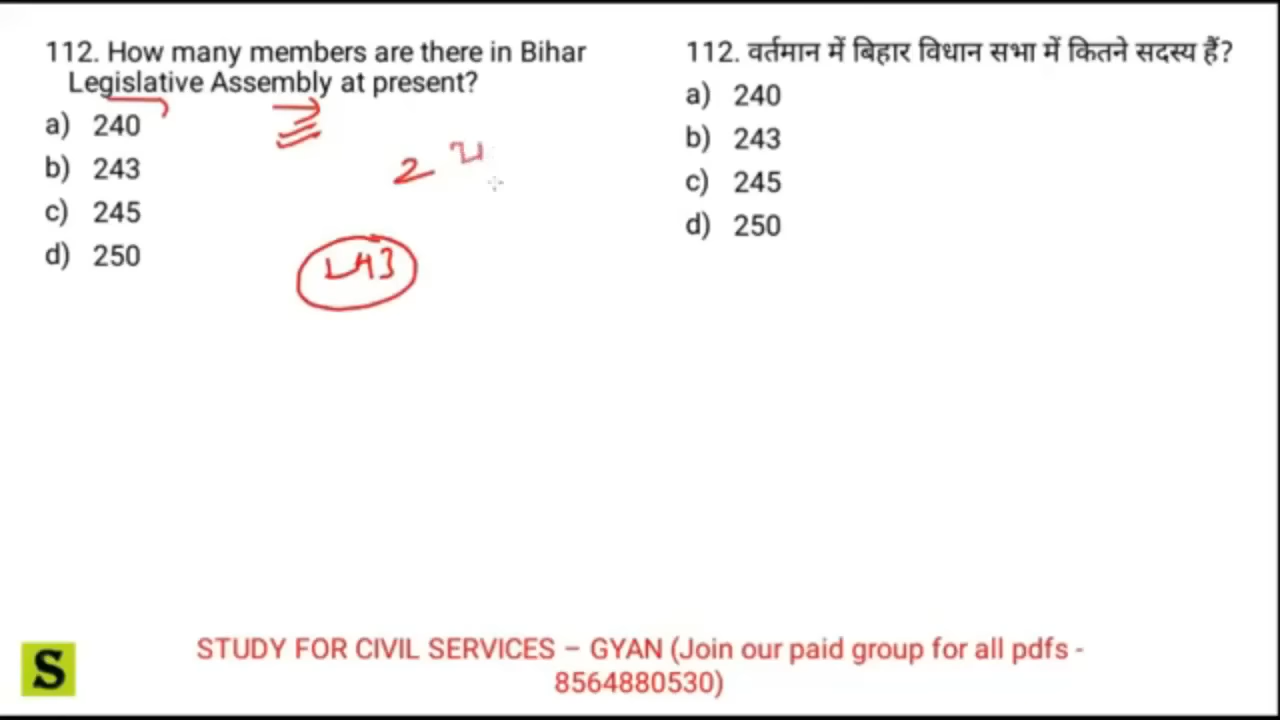 112. How many members are there in Bihar
Legislative Assembly at present?
a) 240
b) 243
c) 245
d) 250
243
112. वर्तमान में बिहार विधान सभा में कितने सदस्य हैं?
a) 240
b) 243
c) 245
d) 250
S
STUDY FOR CIVIL SERVICES – GYAN (Join our paid group for all pdfs -
8564880530)